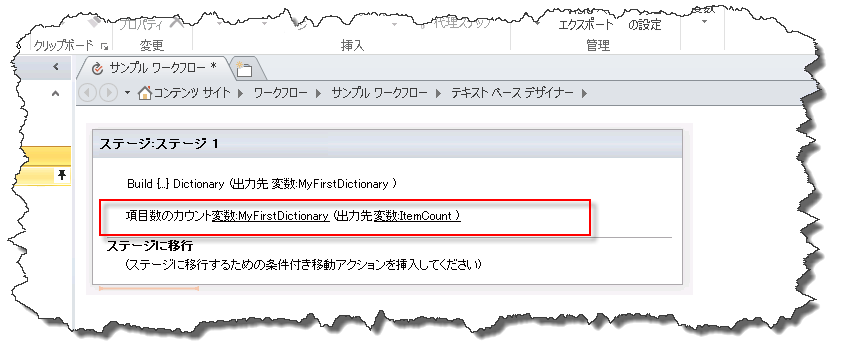 プロパティ
代理ステップ
エクスポート の設定
クリップボード 変更 挿入 管理
サンプル ワークフロー *
コンテンツ サイト ワークフロー サンプル ワークフロー テキスト ベース デザイナー
ステージ:ステージ 1
Build {...} Dictionary (出力先 変数:MyFirstDictionary )
項目数のカウント変数:MyFirstDictionary (出力先変数:ItemCount )
ステージに移行
(ステージに移行するための条件付き移動アクションを挿入してください)